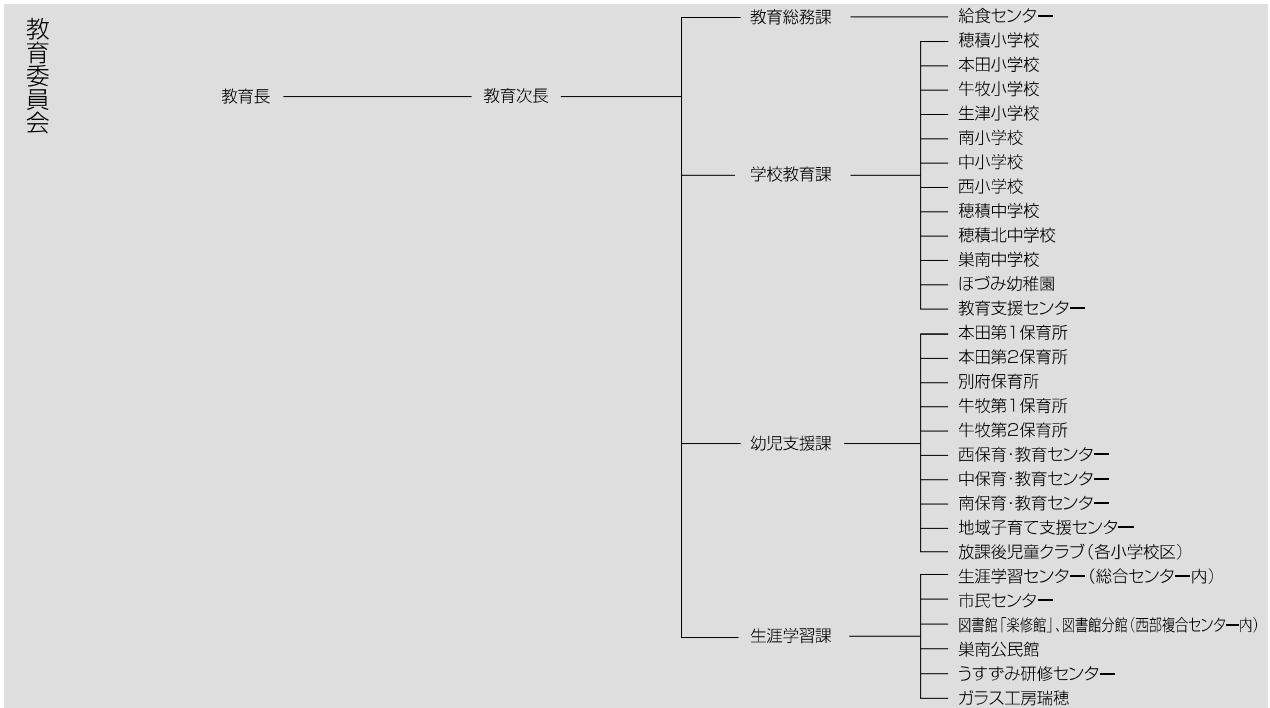 教育委員会
教育長
教育次長
教育総務課
給食センター
学校教育課
穂積小学校
本田小学校
牛牧小学校
生津小学校
南小学校
中小学校
西小学校
穂積中学校
穂積北中学校
巣南中学校
ほづみ幼稚園
教育支援センター
幼児支援課
本田第1保育所
本田第2保育所
別府保育所
牛牧第1保育所
牛牧第2保育所
西保育・教育センター
中保育・教育センター
南保育・教育センター
地域子育て支援センター
放課後児童クラブ（各小学校区）
生涯学習課
生涯学習センター（総合センター内）
市民センター
図書館「楽修館」、図書館分館（西部複合センター内）
巣南公民館
うすずみ研修センター
ガラス工房瑞穂